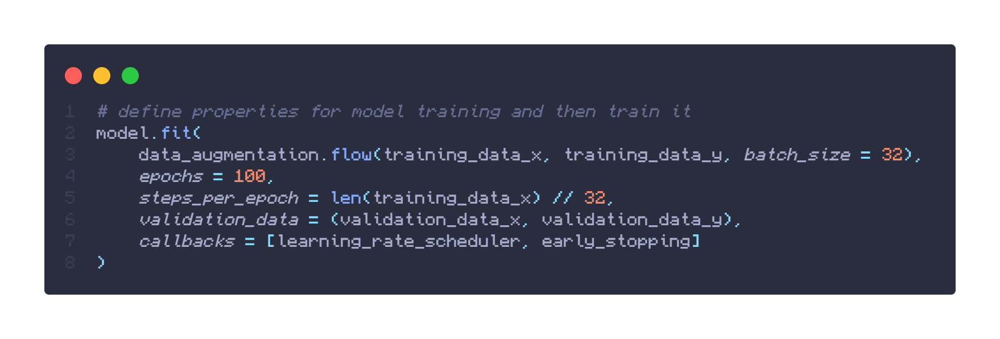 1 # define properties for model training and then train it
2 model.fit(
3     data_augmentation.flow(training_data_x, training_data_y, batch_size = 32),
4     epochs = 100,
5     steps_per_epoch = len(training_data_x) // 32,
6     validation_data = (validation_data_x, validation_data_y),
7     callbacks = [learning_rate_scheduler, early_stopping]
8 )